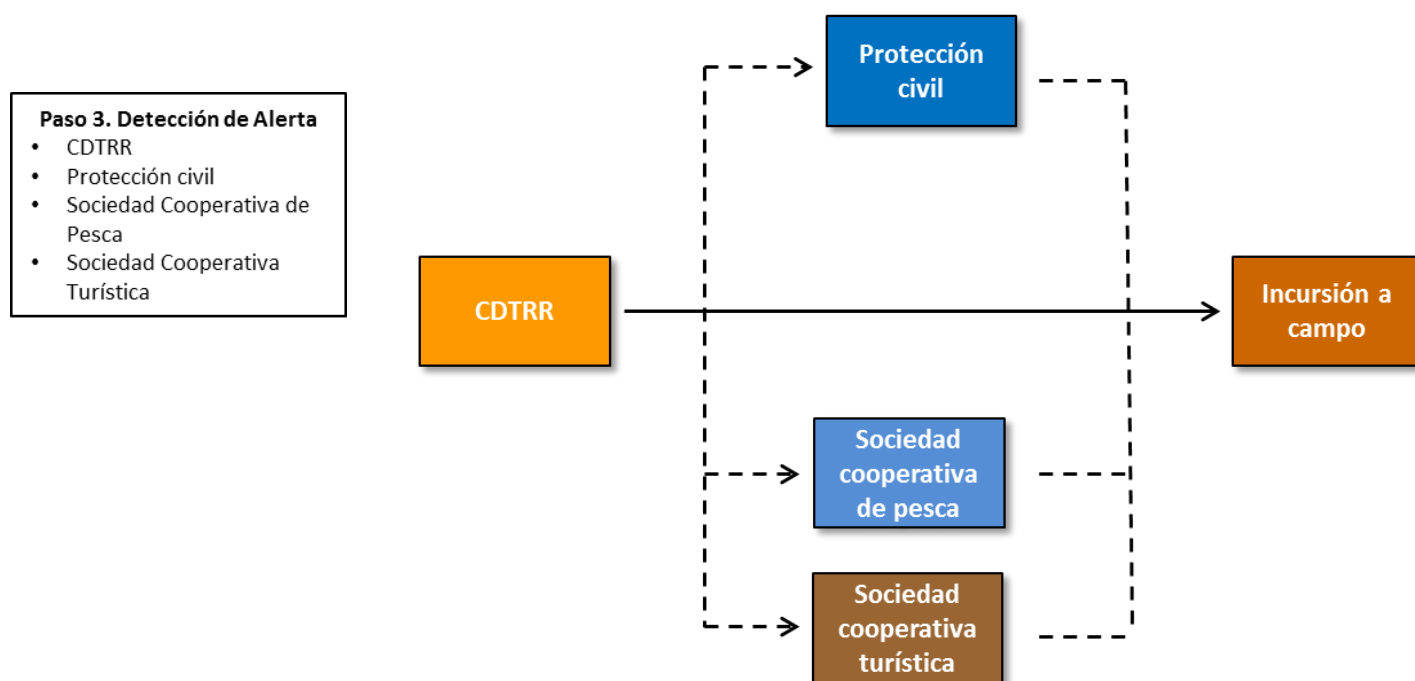 Paso 3. Detección de Alerta
• CDTRR
• Protección civil
• Sociedad Cooperativa de
Pesca
• Sociedad Cooperativa
Turística
Protección
civil
CDTRR
Incursión a
campo
Sociedad
cooperativa
de pesca
Sociedad
cooperativa
turística